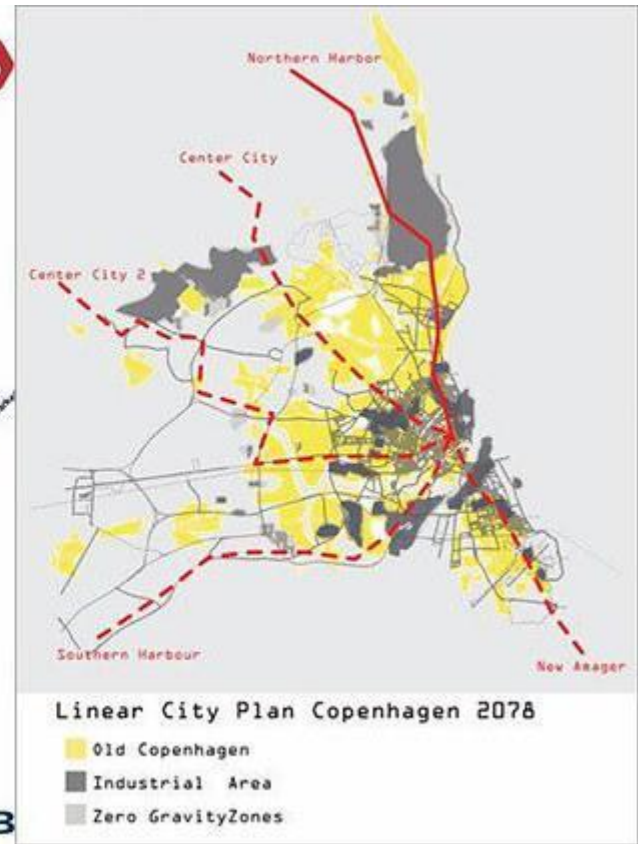 Northern Harbor
Center City
Center City 2
Southern Harbour
New Amager
Linear City Plan Copenhagen 2078
Old Copenhagen
Industrial Area
Zero GravityZones
B